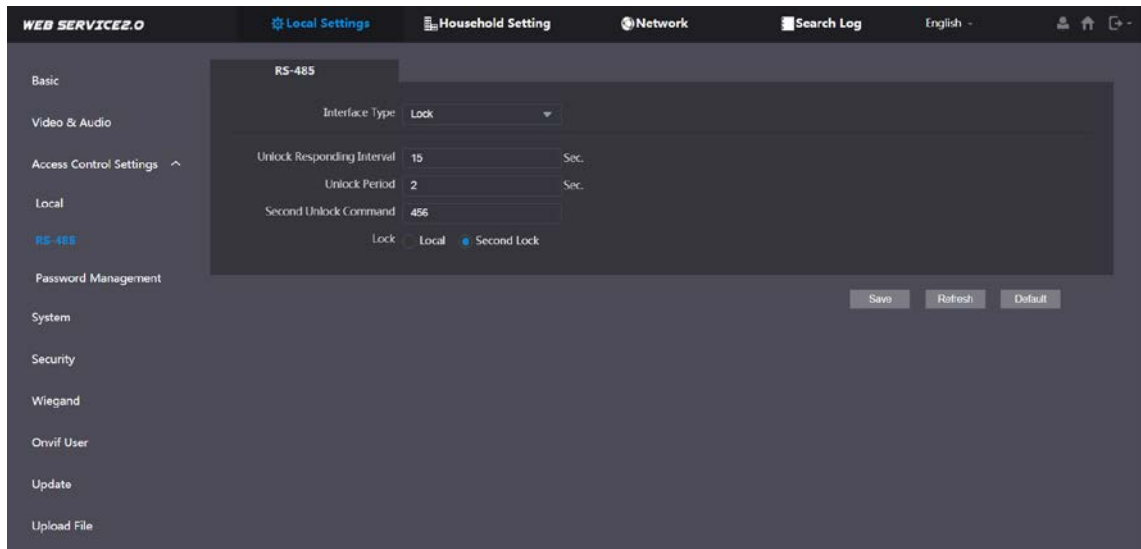 WEB SERVICE2.0 Local Settings Household Setting Network Search Log English
Basic
Video & Audio
Access Control Settings
Local
RS-485
Password Management
System
Security
Wiegand
Onvif User
Update
Upload File
RS-485
Interface Type Lock
Unlock Responding Interval 15 Sec.
Unlock Period 2 Sec.
Second Unlock Command 456
Lock Local Second Lock
Save Refresh Default